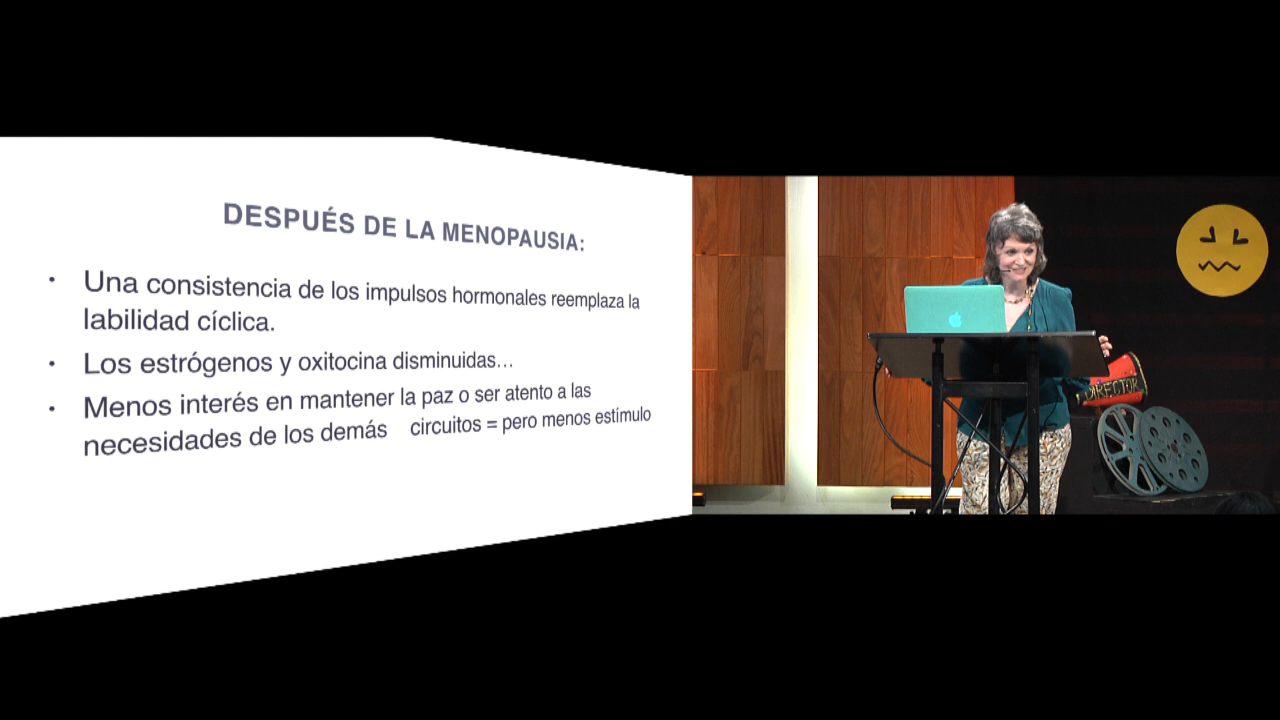 DESPUÉS DE LA MENOPAUSIA:
• Una consistencia de los impulsos hormonales reemplaza la
labilidad cíclica.
• Los estrógenos y oxitocina disminuidas…
• Menos interés en mantener la paz o ser atento a las
necesidades de los demás circuitos = pero menos estímulo
DIRECTOR